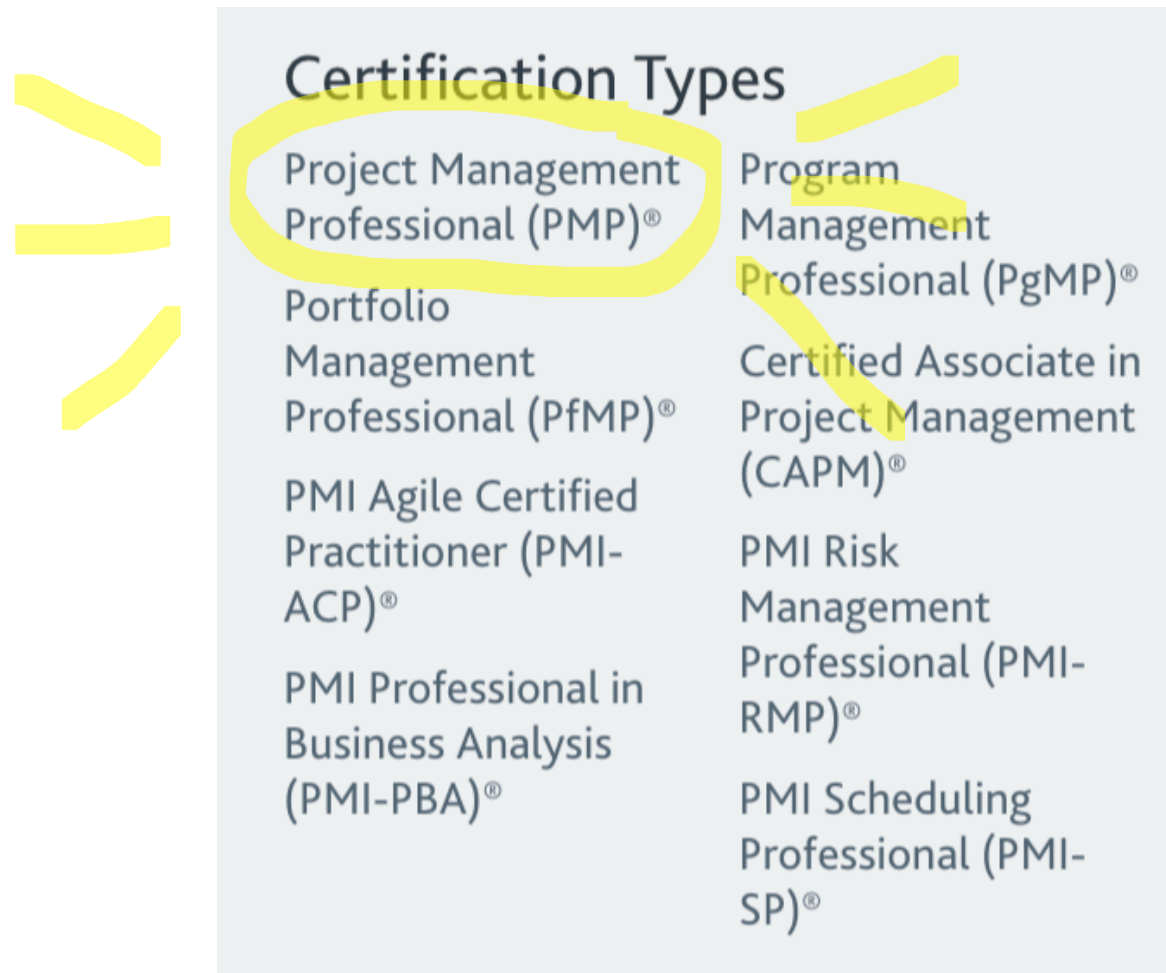 Certification Types
Project Management
Professional (PMP)®
Portfolio
Management
Professional (PfMP)®
PMI Agile Certified
Practitioner (PMI-
ACP)®
PMI Professional in
Business Analysis
(PMI-PBA)®
Program
Management
Professional (PgMP)®
Certified Associate in
Project Management
(CAPM)®
PMI Risk
Management
Professional (PMI-
RMP)®
PMI Scheduling
Professional (PMI-
SP)®